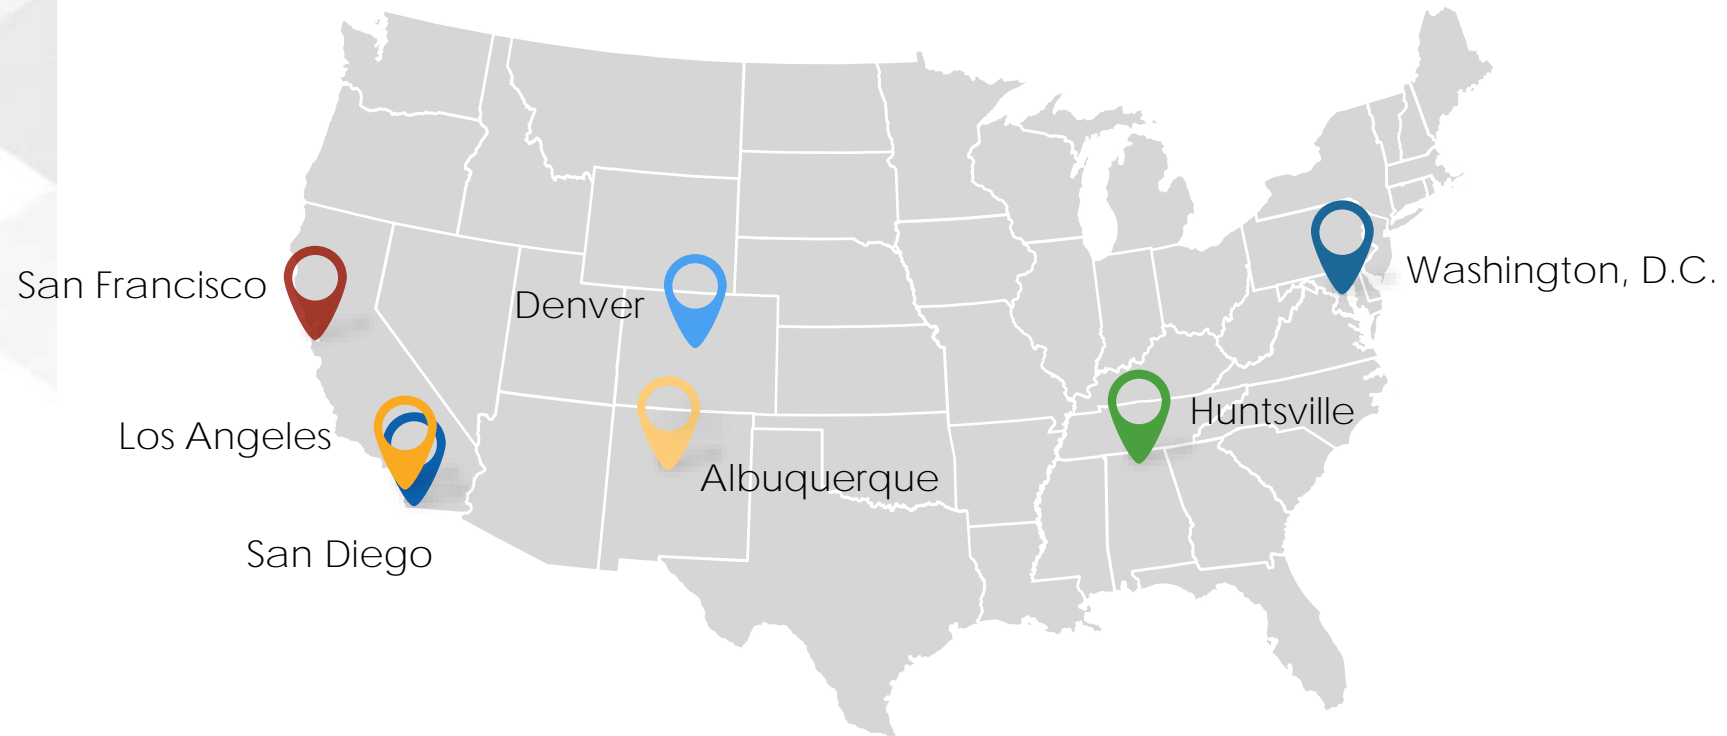 San Francisco
Denver
Washington, D.C.
Los Angeles
Huntsville
Albuquerque
San Diego